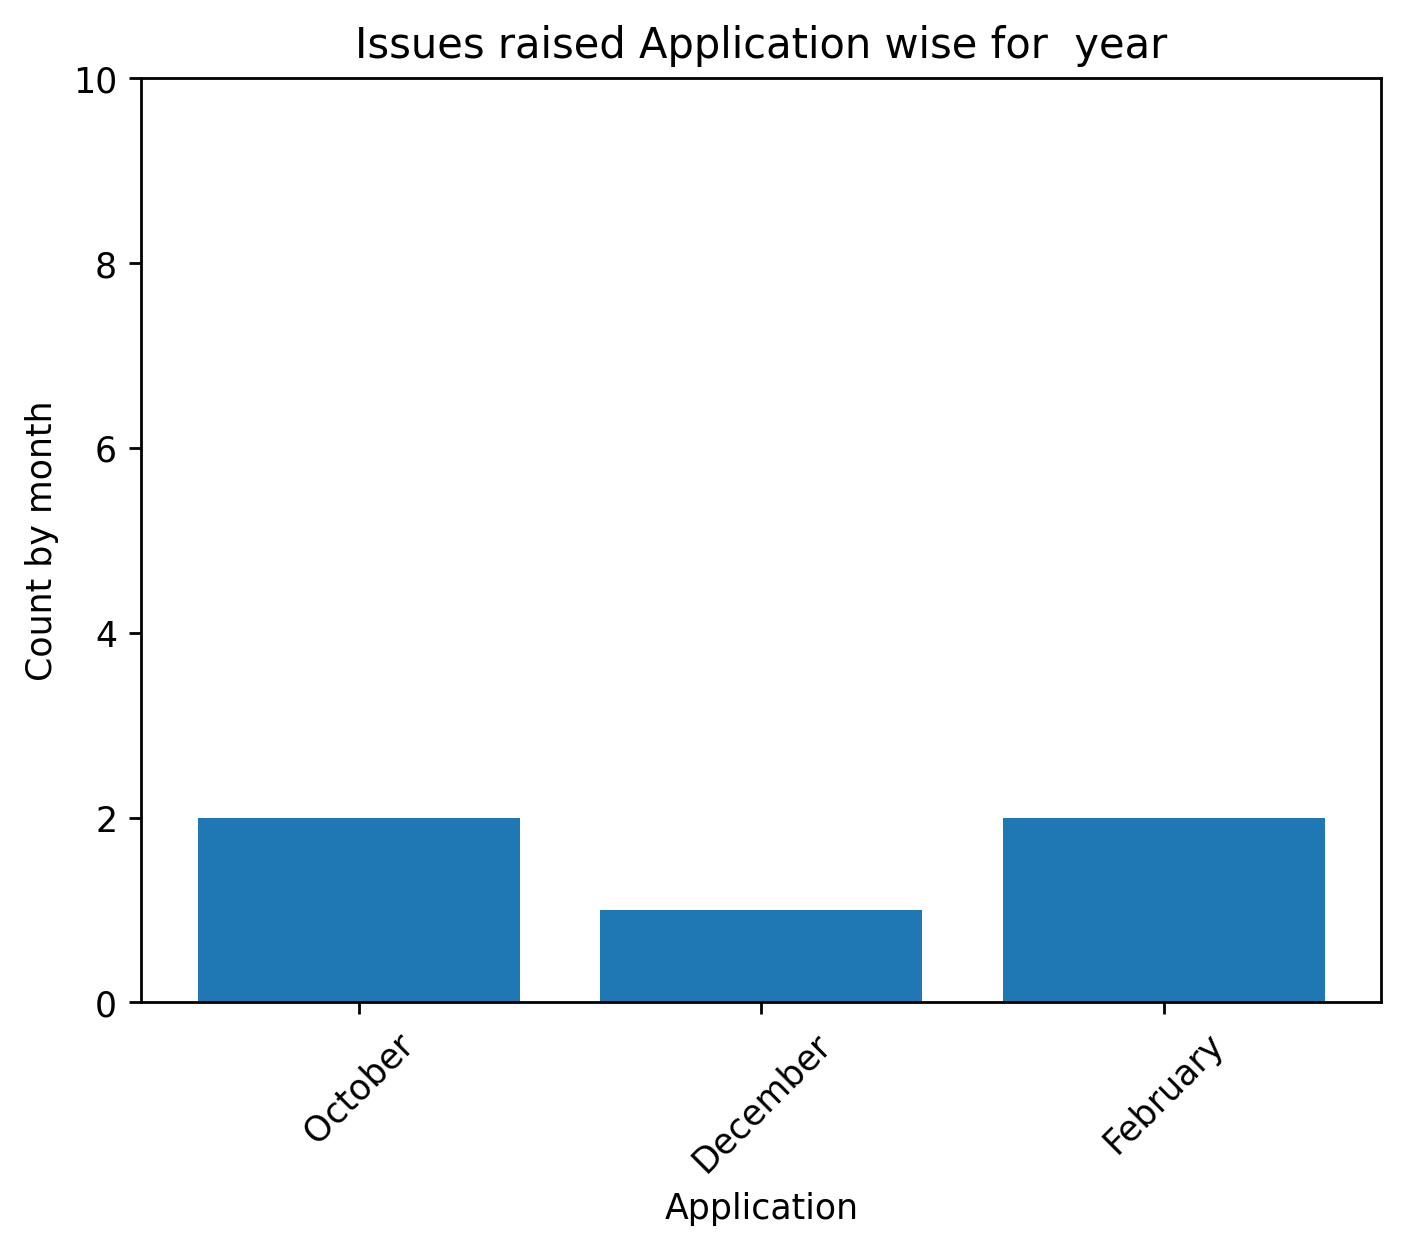 Issues raised Application wise for  year
Count by month
10
8
6
4
2
0
October
December
February
Application